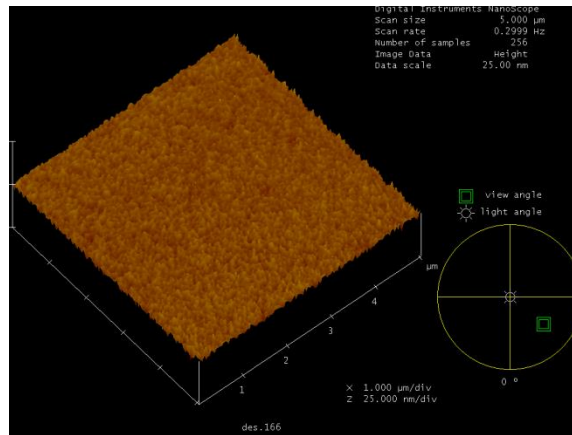 Digital Instruments NanoScope
Scan size 5.000 µm
Scan rate 0.2999 Hz
Number of samples 256
Image Data Height
Data scale 25.00 nm
view angle
light angle
µm
4
3
2
1
0 °
X 1.000 µm/div
Z 25.000 nm/div
des.166